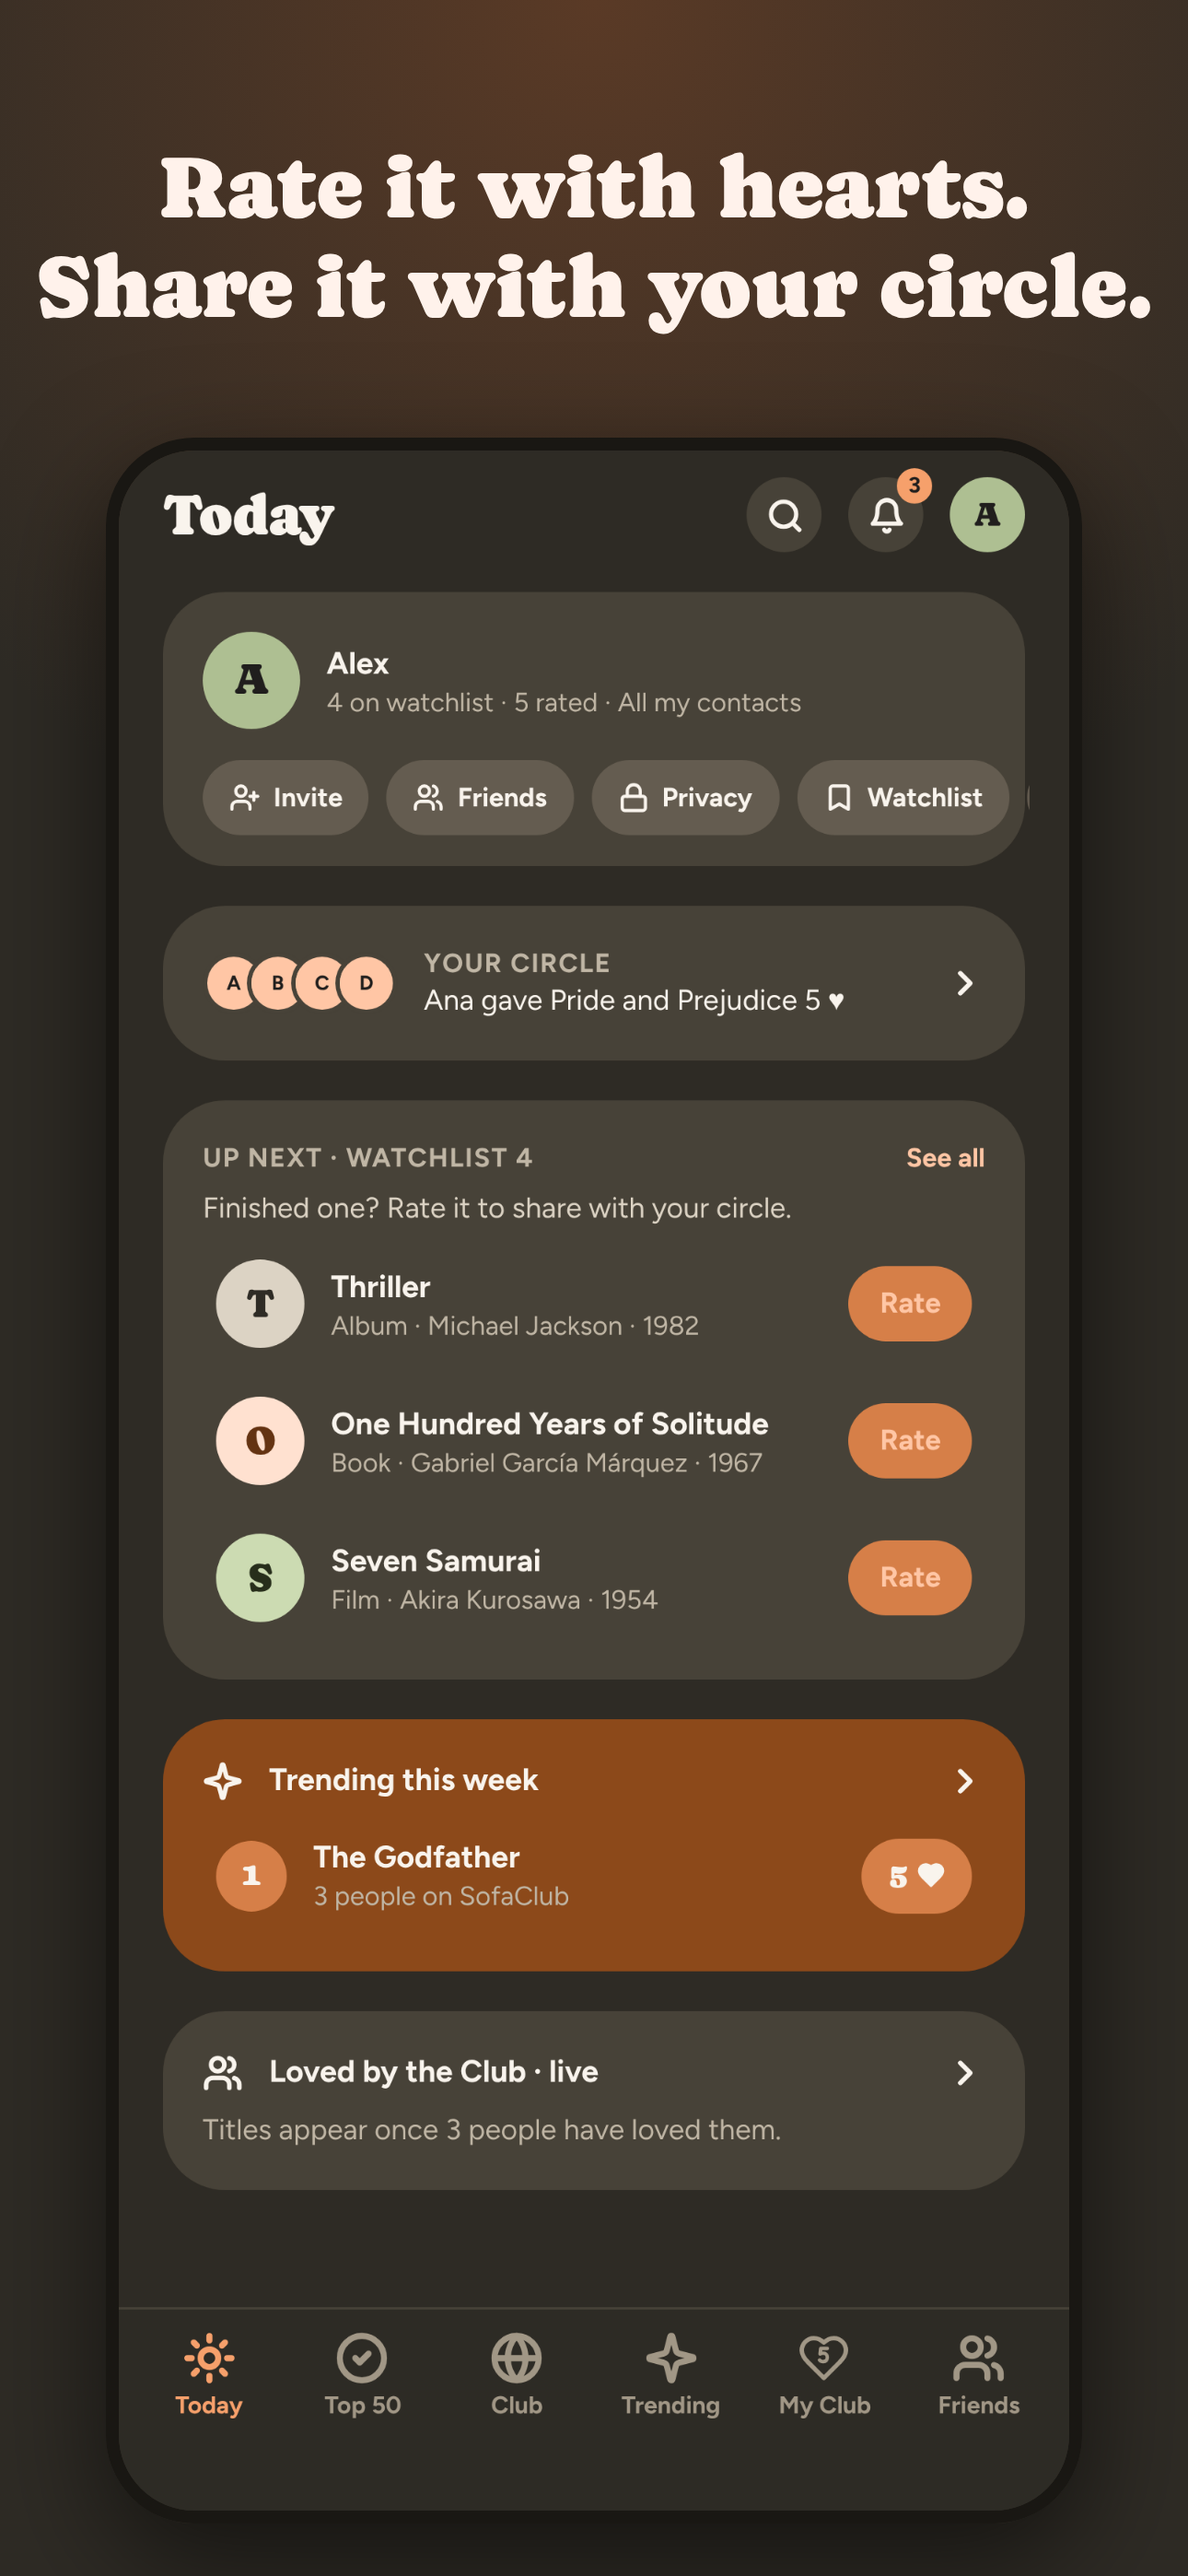 Rate it with hearts.
Share it with your circle.
Today
3
A
A
Alex
4 on watchlist · 5 rated · All my contacts
Invite
Friends
Privacy
Watchlist
A
B
C
D
YOUR CIRCLE
Ana gave Pride and Prejudice 5 ♥
UP NEXT · WATCHLIST 4
See all
Finished one? Rate it to share with your circle.
T
Thriller
Album · Michael Jackson · 1982
Rate
O
One Hundred Years of Solitude
Book · Gabriel García Márquez · 1967
Rate
S
Seven Samurai
Film · Akira Kurosawa · 1954
Rate
Trending this week
1
The Godfather
3 people on SofaClub
5 ♥
Loved by the Club · live
Titles appear once 3 people have loved them.
5
Today
Top 50
Club
Trending
My Club
Friends